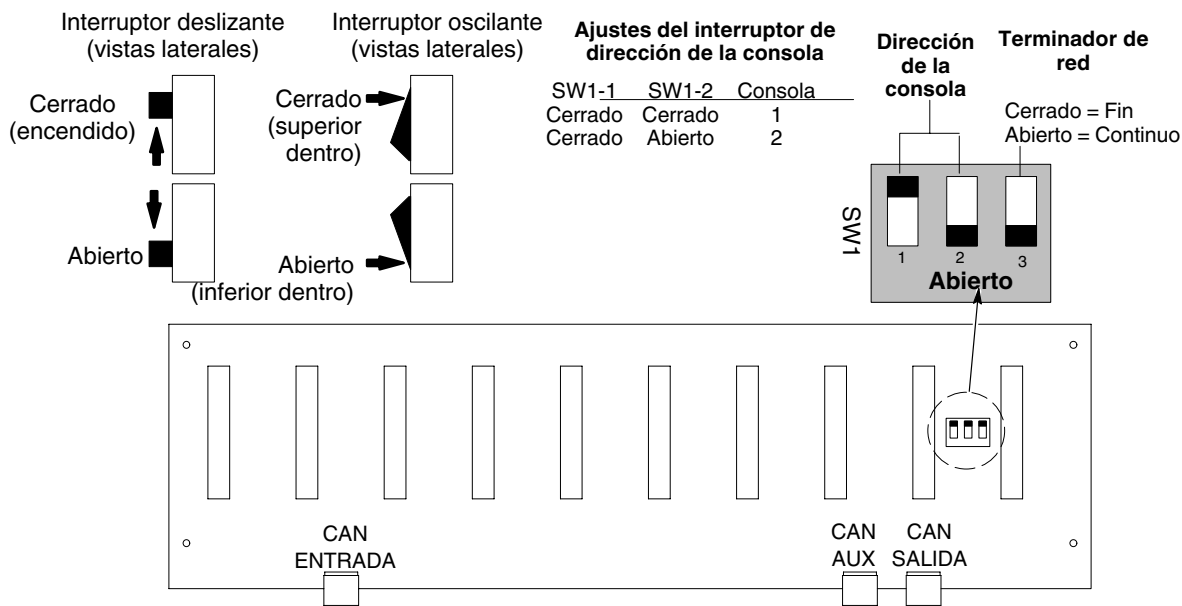 Interruptor deslizante
(vistas laterales)
Cerrado
(encendido)
Abierto
Interruptor oscilante
(vistas laterales)
Cerrado
(superior
dentro)
Abierto
(inferior dentro)
Ajustes del interruptor de
dirección de la consola
SW1-1 SW1-2 Consola
Cerrado Cerrado 1
Cerrado Abierto 2
Dirección
de la
consola
Terminador de
red
Cerrado = Fin
Abierto = Continuo
SW1
1 2 3
Abierto
CAN
ENTRADA
CAN
AUX
CAN
SALIDA